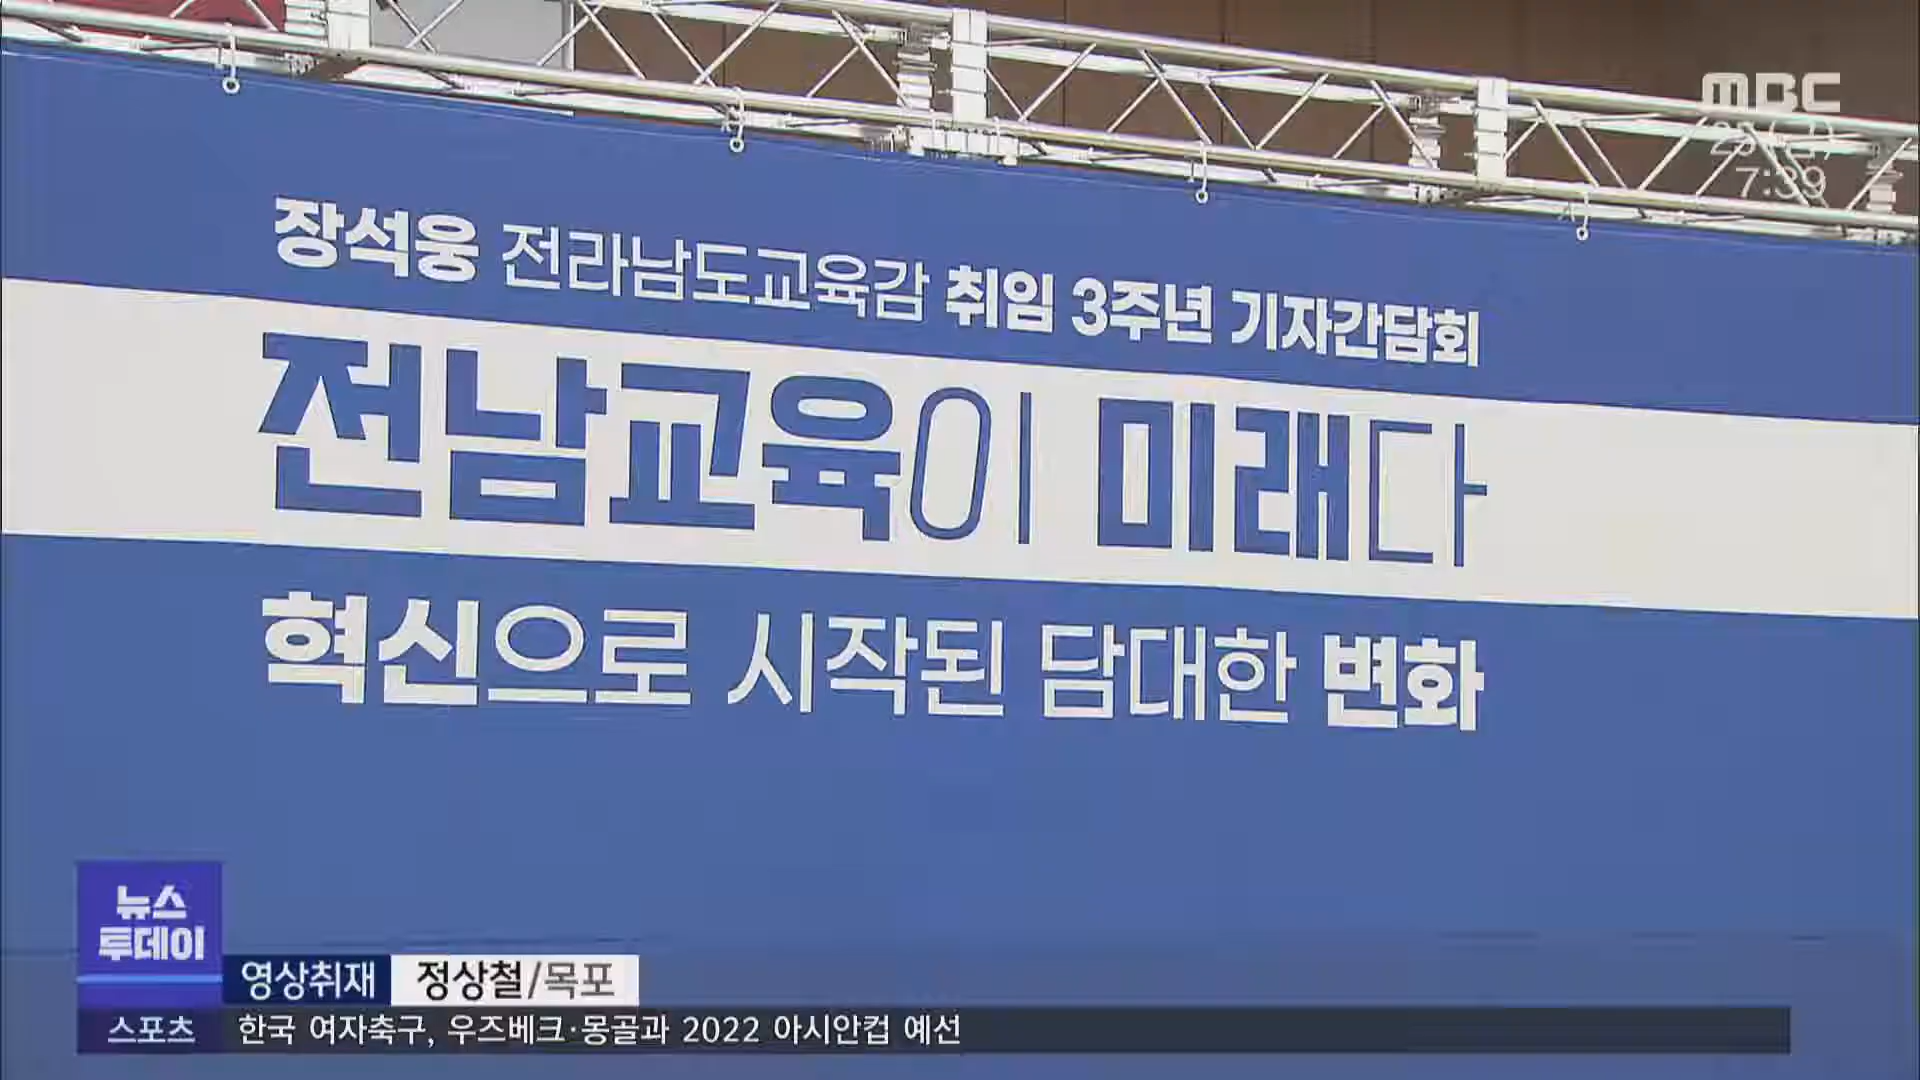 MBC
7:39
장석웅 전라남도교육감 취임 3주년 기자간담회
전남교육이 미래다
혁신으로 시작된 담대한 변화
뉴스
투데이
영상취재 정상철/목포
스포츠 한국 여자축구, 우즈베크·몽골과 2022 아시안컵 예선